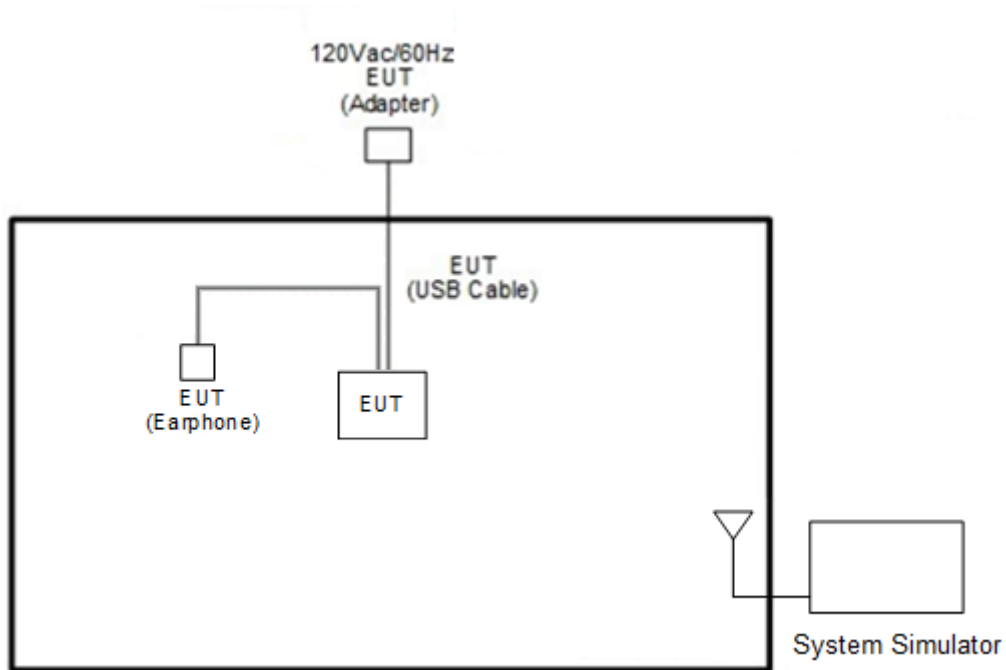 120Vac/60Hz
EUT
(Adapter)
EUT
(USB Cable)
EUT
(Earphone)
EUT
System Simulator